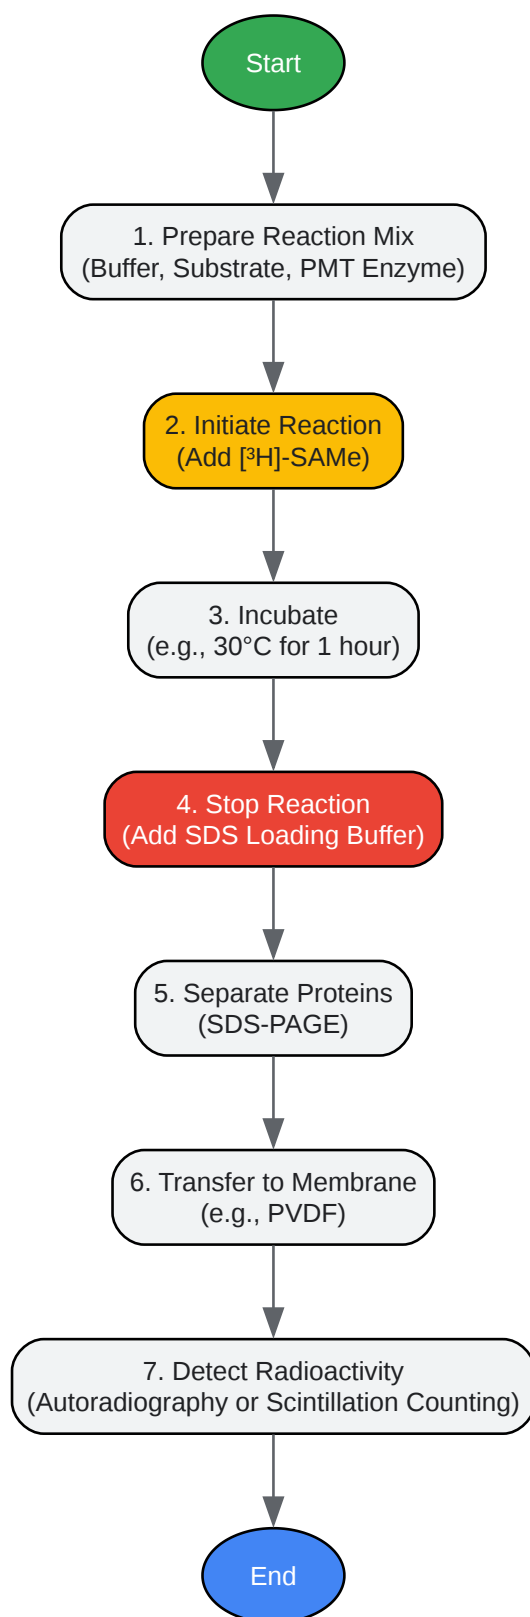 Start
1. Prepare Reaction Mix
(Buffer, Substrate, PMT Enzyme)
2. Initiate Reaction
(Add [³H]-SAMe)
3. Incubate
(e.g., 30°C for 1 hour)
4. Stop Reaction
(Add SDS Loading Buffer)
5. Separate Proteins
(SDS-PAGE)
6. Transfer to Membrane
(e.g., PVDF)
7. Detect Radioactivity
(Autoradiography or Scintillation Counting)
End